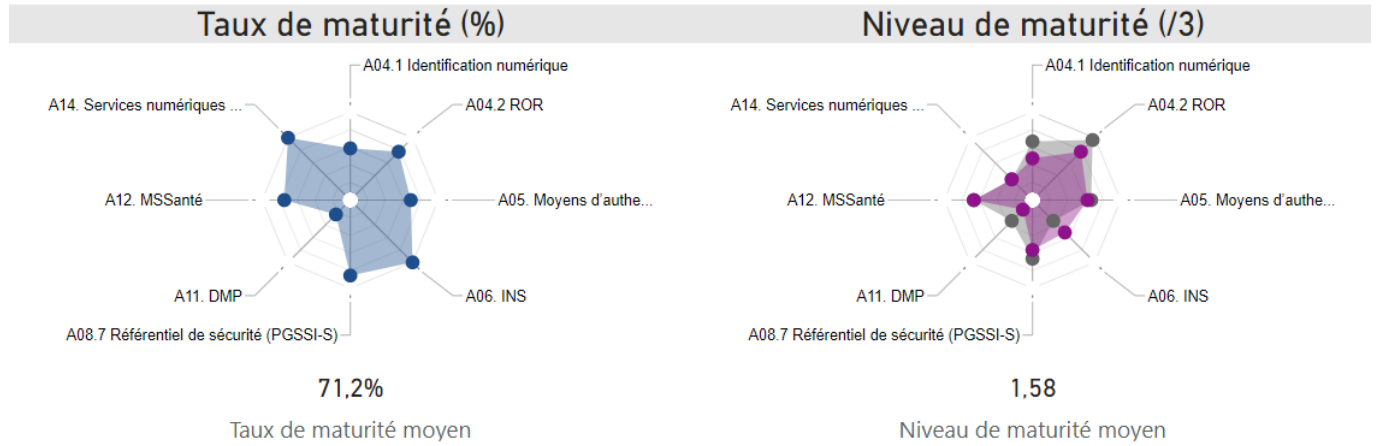 Taux de maturité (%)
A04.1 Identification numérique
A14. Services numériques ...
A04.2 ROR
A12. MSSanté
A05. Moyens d'authe...
A11. DMP
A06. INS
A08.7 Référentiel de sécurité (PGSSI-S)
71,2%
Taux de maturité moyen
Niveau de maturité (/3)
A04.1 Identification numérique
A14. Services numériques ...
A04.2 ROR
A12. MSSanté
A05. Moyens d'authe...
A11. DMP
A06. INS
A08.7 Référentiel de sécurité (PGSSI-S)
1,58
Niveau de maturité moyen